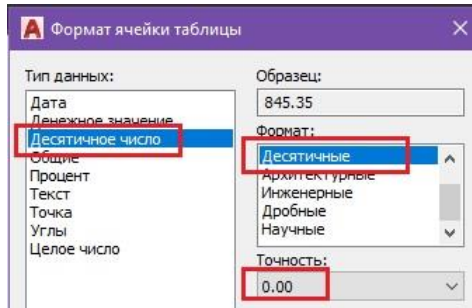 Формат ячейки таблицы
Тип данных:
Дата
Денежное значение
Десятичное число
Общие
Процент
Текст
Точка
Углы
Целое число
Образец:
845.35
Формат:
Десятичные
Архитектурные
Инженерные
Дробные
Научные
Точность:
0.00